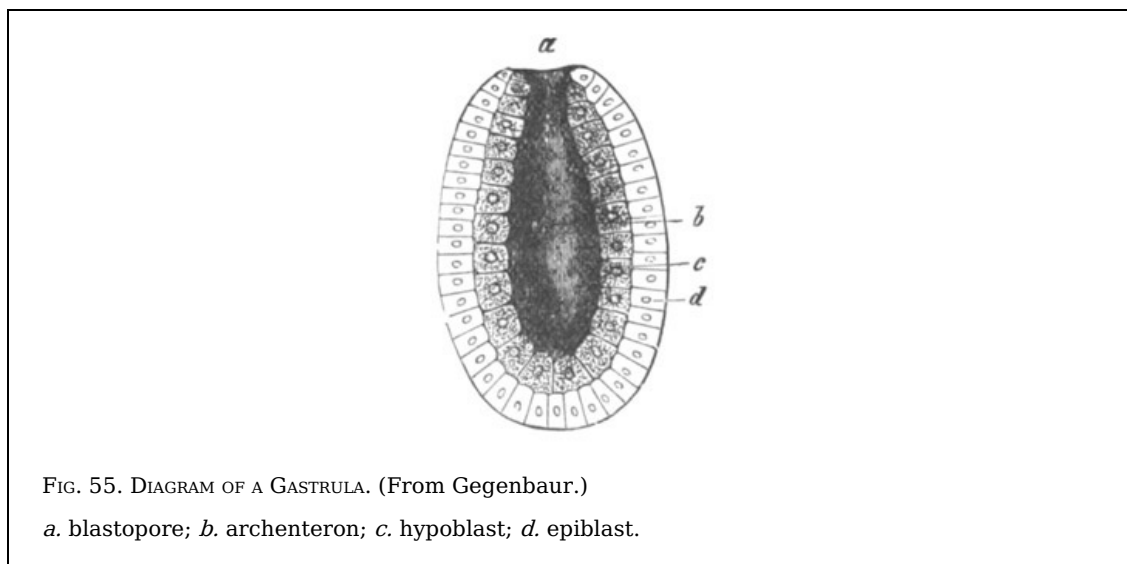 a
b
c
d
FIG. 55. DIAGRAM OF A GASTRULA. (From Gegenbaur.)
a. blastopore; b. archenteron; c. hypoblast; d. epiblast.